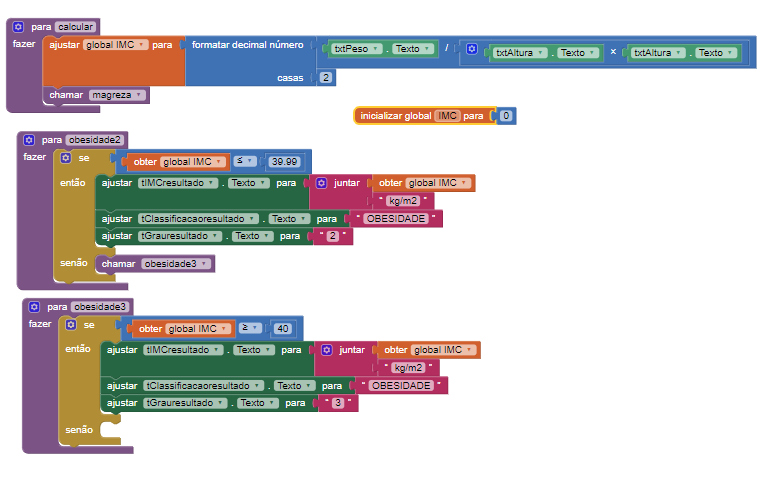 para calcular
fazer ajustar global IMC para formatar decimal número txtPeso . Texto / txtAltura . Texto × txtAltura . Texto
casas 2
chamar magreza
inicializar global IMC para 0
para obesidade2
fazer se obter global IMC ≤ 39.99
então ajustar tIMCresultado . Texto para juntar obter global IMC
" kg/m2 "
ajustar tClassificacaoresultado . Texto para " OBESIDADE "
ajustar tGrauresultado . Texto para " 2 "
senão chamar obesidade3
para obesidade3
fazer se obter global IMC ≥ 40
então ajustar tIMCresultado . Texto para juntar obter global IMC
" kg/m2 "
ajustar tClassificacaoresultado . Texto para " OBESIDADE "
ajustar tGrauresultado . Texto para " 3 "
senão